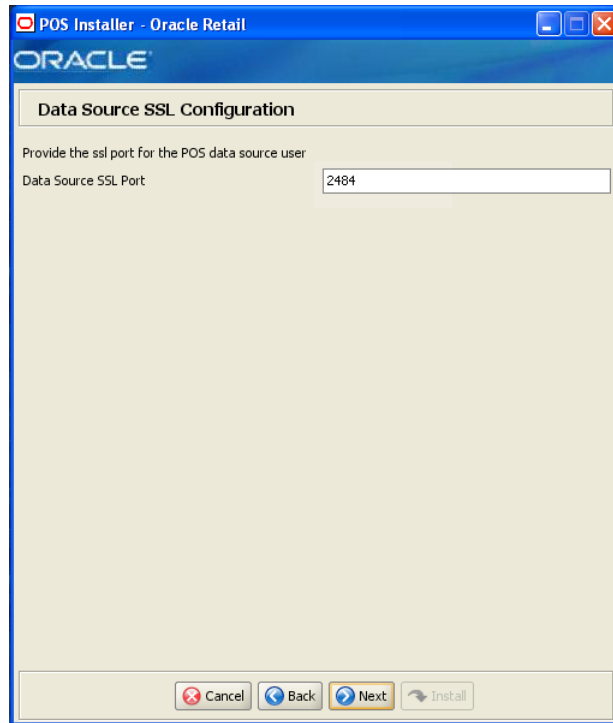 POS Installer - Oracle Retail
ORACLE
Data Source SSL Configuration
Provide the ssl port for the POS data source user
Data Source SSL Port 2484
Cancel Back Next Install